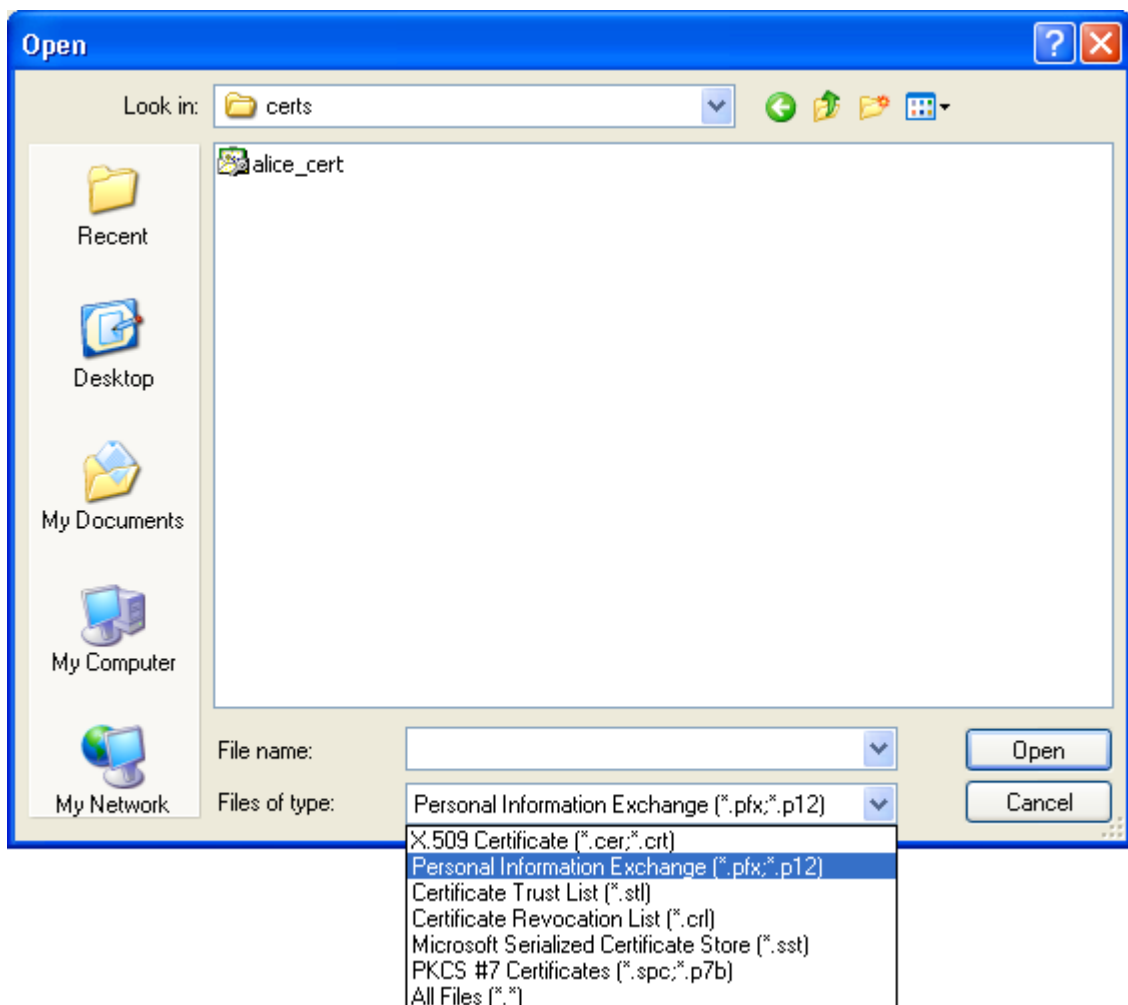 Open
Look in:
certs
alice_cert
Recent
Desktop
My Documents
My Computer
My Network
File name:
Open
Files of type:
Personal Information Exchange (*.pfx;*.p12)
Cancel
X.509 Certificate (*.cer;*.crt)
Personal Information Exchange (*.pfx;*.p12)
Certificate Trust List (*.stl)
Certificate Revocation List (*.crl)
Microsoft Serialized Certificate Store (*.sst)
PKCS #7 Certificates (*.spc;*.p7b)
All Files (*.*)